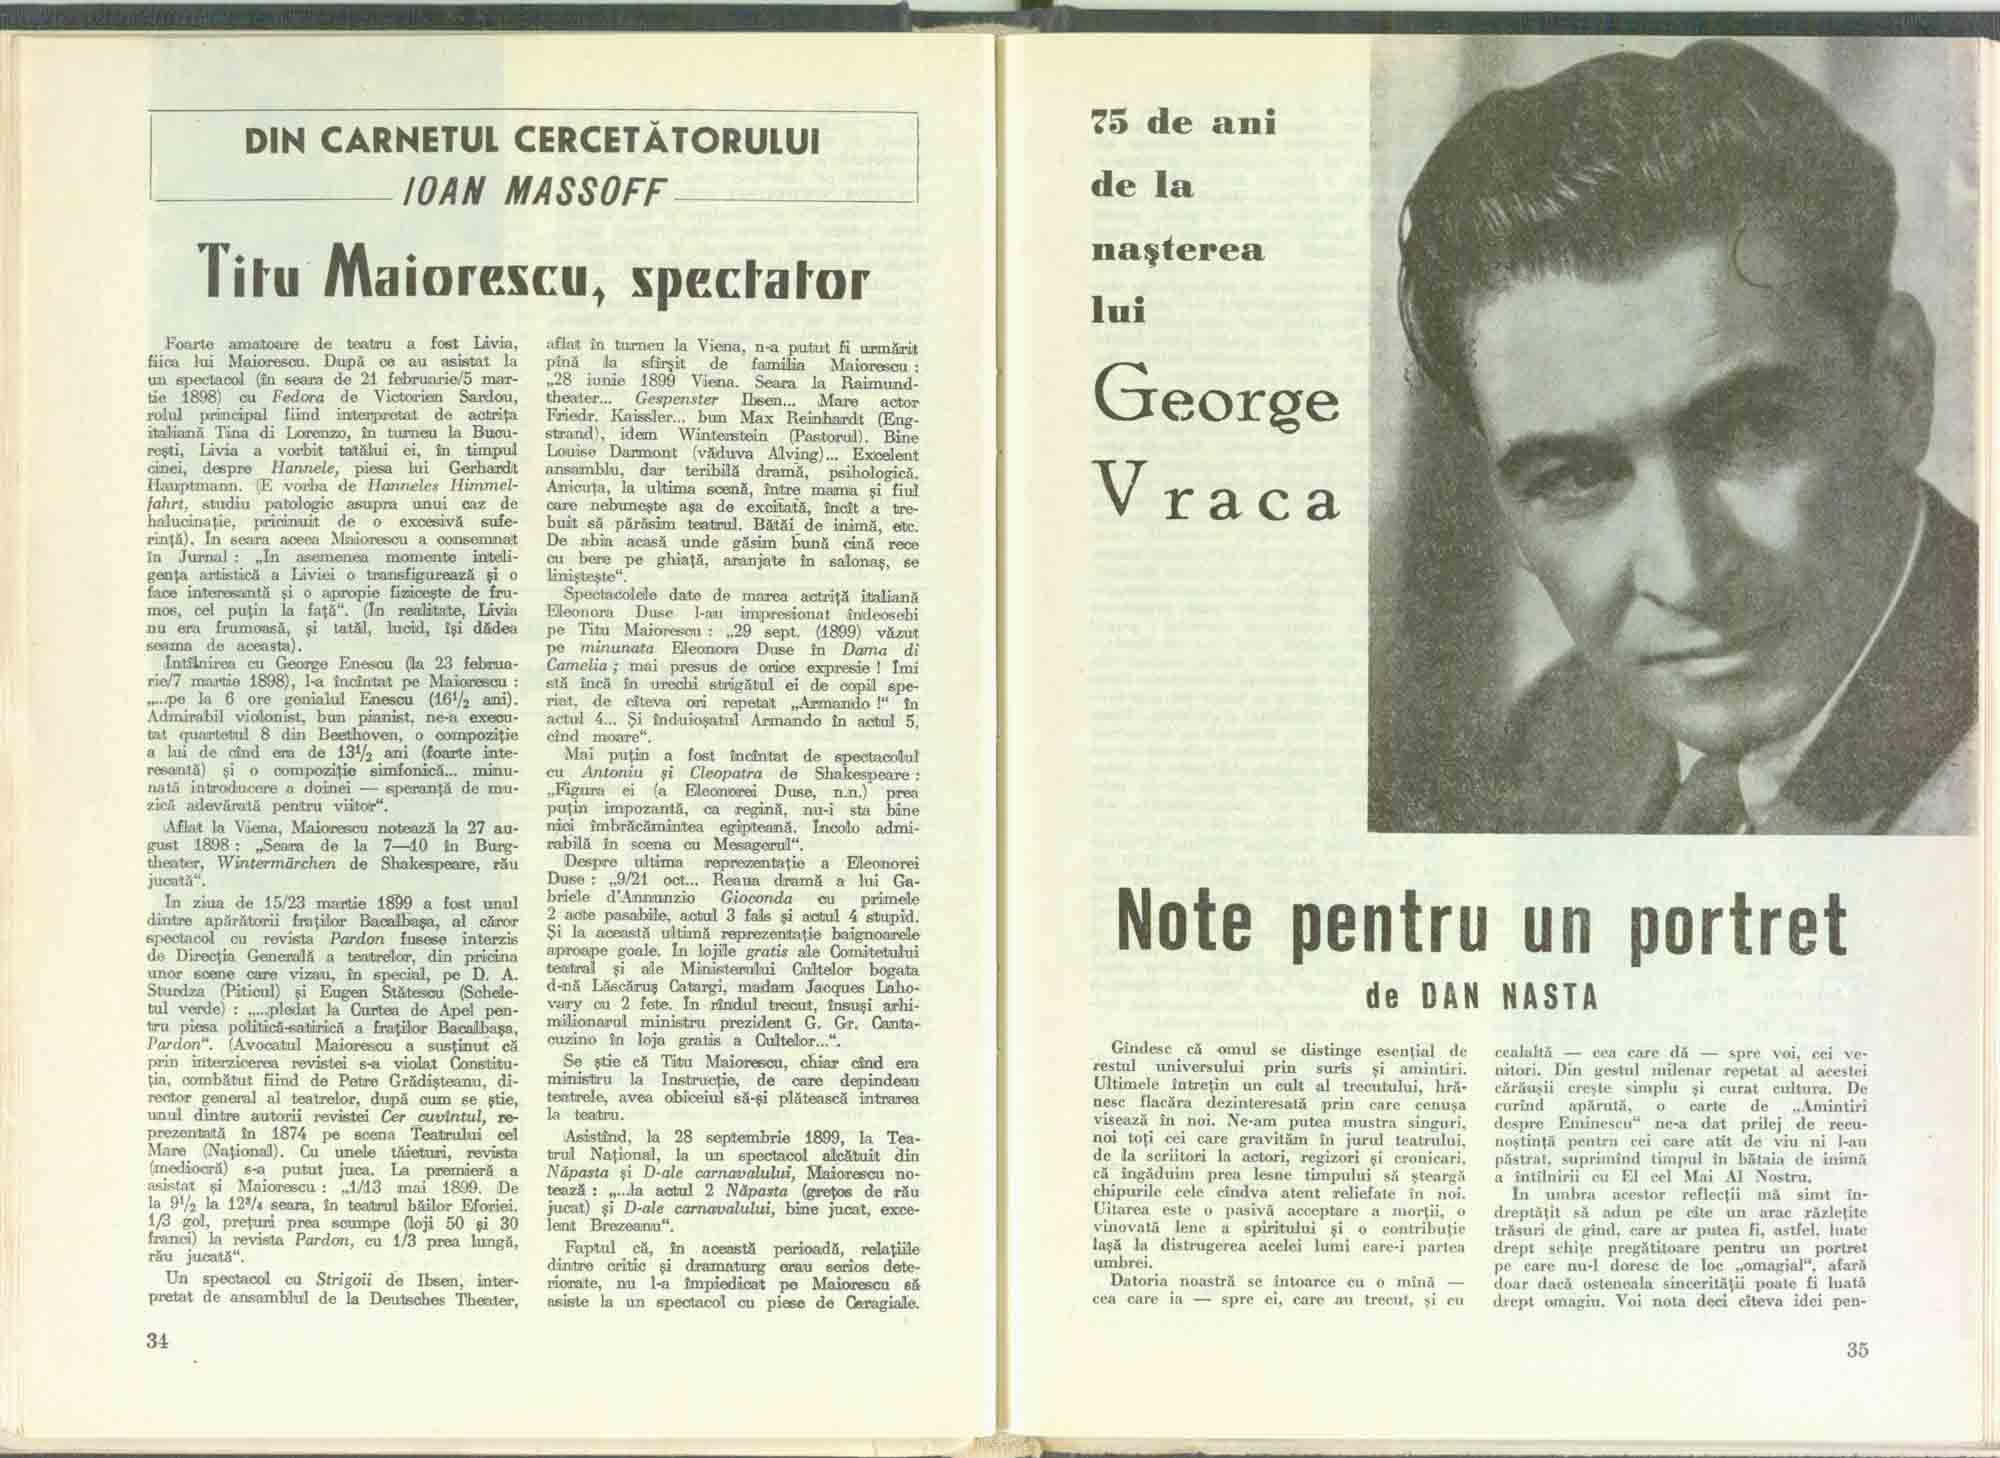 DIN CARNETUL CERCETĂTORULUI
IOAN MASSOFF
Titu Maiorescu, spectator
Foarte amatoare de teatru a fost Livia,
fiica lui Maiorescu. După ce au asistat la
un spectacol (în seara de 21 februarie/5 mar-
tie 1898) cu Fedora de Victorien Sardou,
rolul principal fiind interpretat de actrița
italiană Tina di Lorenzo, în turneu la Bucu-
rești, Livia a vorbit tatălui ei, în timpul
cinei, despre Hannele, piesa lui Gerhardt
Hauptmann. (E vorba de Hanneles Himmel-
fahrt, studiu patologic asupra unui caz de
halucinație, pricinuit de o excesivă sufe-
rință). In seara aceea Maiorescu a consemnat
în Jurnal : „In asemenea momente inteli-
gența artistică a Liviei o transfigurează și o
face interesantă și o apropie fizicește de fru-
mos, cel puțin la față“. (In realitate, Livia
nu era frumoasă, și tatăl, lucid, își dădea
seama de aceasta).
Intîlnirea cu George Enescu (la 23 februa-
rie/7 martie 1898), l-a încîntat pe Maiorescu :
„...pe la 6 ore genialul Enescu (16½ ani).
Admirabil violonist, bun pianist, ne-a execu-
tat quartetul 8 din Beethoven, o compoziție
a lui de cînd era de 13½ ani (foarte inte-
resantă) și o compoziție simfonică... minu-
nată introducere a doinei — speranță de mu-
zică adevărată pentru viitor“.
Aflat la Viena, Maiorescu notează la 27 au-
gust 1898 : „Seara de la 7—10 în Burg-
theater, Wintermärchen de Shakespeare, rău
jucată“.
In ziua de 15/23 martie 1899 a fost unul
dintre apărătorii fraților Bacalbașa, al căror
spectacol cu revista Pardon fusese interzis
de Direcția Generală a teatrelor, din pricina
unor scene care vizau, în special, pe D. A.
Sturdza (Piticul) și Eugen Stătescu (Schele-
tul verde) : „...pledat la Curtea de Apel pen-
tru piesa politică-satirică a fraților Bacalbașa,
Pardon“. (Avocatul Maiorescu a susținut că
prin interzicerea revistei s-a violat Constitu-
ția, combătut fiind de Petre Grădișteanu, di-
rector general al teatrelor, după cum se știe,
unul dintre autorii revistei Cer cuvîntul, re-
prezentată în 1874 pe scena Teatrului cel
Mare (Național). Cu unele tăieturi, revista
(mediocră) s-a putut juca. La premieră a
asistat și Maiorescu : „1/13 mai 1899. De
la 9½ la 12¾ seara, în teatrul băilor Eforiei.
1/3 gol, prețuri prea scumpe (loji 50 și 30
franci) la revista Pardon, cu 1/3 prea lungă,
rău jucată“.
Un spectacol cu Strigoii de Ibsen, inter-
pretat de ansamblul de la Deutsches Theater,
aflat în turneu la Viena, n-a putut fi urmărit
pînă la sfîrșit de familia Maiorescu :
„28 iunie 1899 Viena. Seara la Raimund-
theater... Gespenster Ibsen... Mare actor
Friedr. Kaissler... bun Max Reinhardt (Eng-
strand), idem Winterstein (Pastorul). Bine
Louise Darmont (văduva Alving)... Excelent
ansamblu, dar teribilă dramă, psihologică.
Anicuța, la ultima scenă, între mama și fiul
care nebunește așa de excitată, încît a tre-
buit să părăsim teatrul. Bătăi de inimă, etc.
De abia acasă unde găsim bună cină rece
cu bere pe ghiață, aranjate în salonaș, se
liniștește“.
Spectacolele date de marea actriță italiană
Eleonora Duse l-au impresionat îndeosebi
pe Titu Maiorescu : „29 sept. (1899) văzut
pe minunata Eleonora Duse în Dama di
Camelia ; mai presus de orice expresie ! Imi
stă încă în urechi strigătul ei de copil spe-
riat, de cîteva ori repetat „Armando !“ în
actul 4... Și înduioșatul Armando în actul 5,
cînd moare“.
Mai puțin a fost încîntat de spectacolul
cu Antoniu și Cleopatra de Shakespeare :
„Figura ei (a Eleonorei Duse, n.n.) prea
puțin impozantă, ca regină, nu-i sta bine
nici îmbrăcămintea egipteană. Incolo admi-
rabilă în scena cu Mesagerul“.
Despre ultima reprezentație a Eleonorei
Duse : „9/21 oct... Reaua dramă a lui Ga-
briele d'Annunzio Gioconda cu primele
2 acte pasabile, actul 3 fals și actul 4 stupid.
Și la această ultimă reprezentație baignoarele
aproape goale. In lojile gratis ale Comitetului
teatral și ale Ministerului Cultelor bogata
d-nă Lăscăruș Catargi, madam Jacques Laho-
vary cu 2 fete. In rîndul trecut, însuși arhi-
milionarul ministru prezident G. Gr. Canta-
cuzino în loja gratis a Cultelor...“.
Se știe că Titu Maiorescu, chiar cînd era
ministru la Instrucție, de care depindeau
teatrele, avea obiceiul să-și plătească intrarea
la teatru.
Asistînd, la 28 septembrie 1899, la Tea-
trul Național, la un spectacol alcătuit din
Năpasta și D-ale carnavalului, Maiorescu no-
tează : „...la actul 2 Năpasta (grețos de rău
jucat) și D-ale carnavalului, bine jucat, exce-
lent Brezeanu“.
Faptul că, în această perioadă, relațiile
dintre critic și dramaturg erau serios dete-
riorate, nu l-a împiedicat pe Maiorescu să
asiste la un spectacol cu piese de Caragiale.
34
75 de ani
de la
nașterea
lui
George
Vraca
Note pentru un portret
de DAN NASTA
Gîndesc că omul se distinge esențial de
restul universului prin surîs și amintiri.
Ultimele întrețin un cult al trecutului, hră-
nesc flacăra dezinteresată prin care cenușa
visează în noi. Ne-am putea mustra singuri,
noi toți cei care gravităm în jurul teatrului,
de la scriitori la actori, regizori și cronicari,
că îngăduim prea lesne timpului să șteargă
chipurile cele cîndva atent reliefate în noi.
Uitarea este o pasivă acceptare a morții, o
vinovată lene a spiritului și o contribuție
lașă la distrugerea acelei lumi care-i partea
umbrei.
Datoria noastră se întoarce cu o mînă —
cea care ia — spre ei, care au trecut, și cu
cealaltă — cea care dă — spre voi, cei ve-
nitori. Din gestul milenar repetat al acestei
cărăușii crește simplu și curat cultura. De
curînd apărută, o carte de „Amintiri
despre Eminescu“ ne-a dat prilej de recu-
noștință pentru cei care atît de viu ni l-au
păstrat, suprimînd timpul în bătaia de inimă
a intîlnirii cu El cel Mai Al Nostru.
In umbra acestor reflecții mă simt în-
dreptățit să adun pe cîte un arac răzlețite
trăsuri de gînd, care ar putea fi, astfel, luate
drept schițe pregătitoare pentru un portret
pe care nu-l doresc de loc „omagial“, afară
doar dacă osteneala sincerității poate fi luată
drept omagiu. Voi nota deci cîteva idei pen-
35